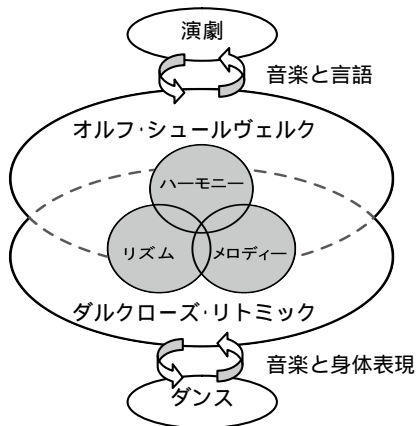 演劇
音楽と言語
オルフ・シュールヴェルク
ハーモニー
リズム
メロディー
ダルクローズ・リトミック
音楽と身体表現
ダンス